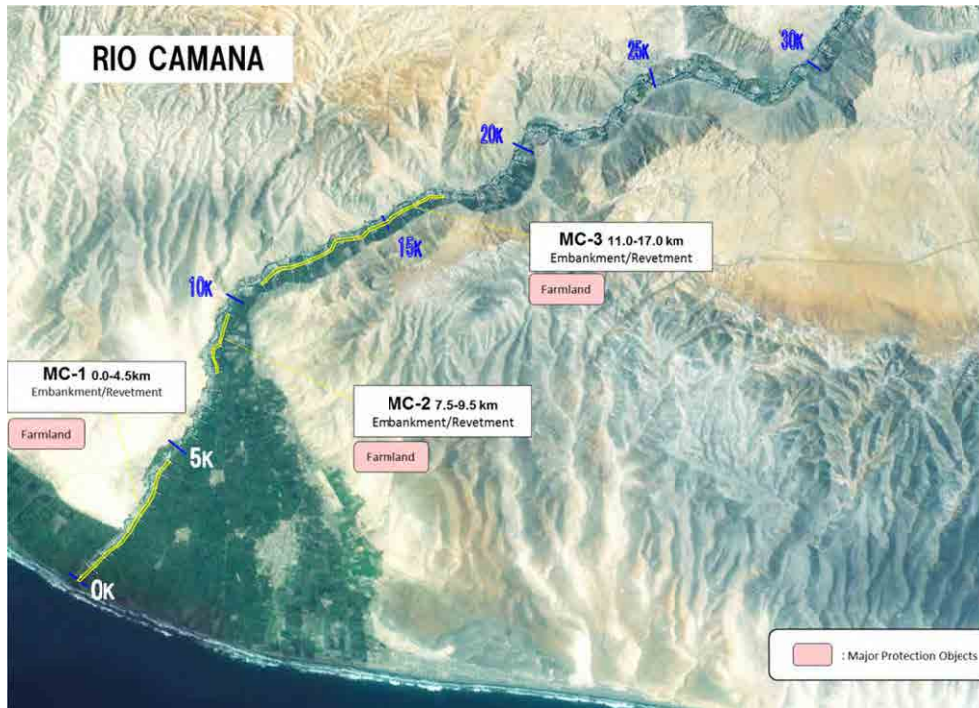 RIO CAMANA
30K
25K
20K
15K
MC-3 11.0-17.0 km
Embankment/Revetment
Farmland
10K
MC-1 0.0-4.5km
Embankment/Revetment
Farmland
MC-2 7.5-9.5 km
Embankment/Revetment
Farmland
5K
0K
: Major Protection Objects